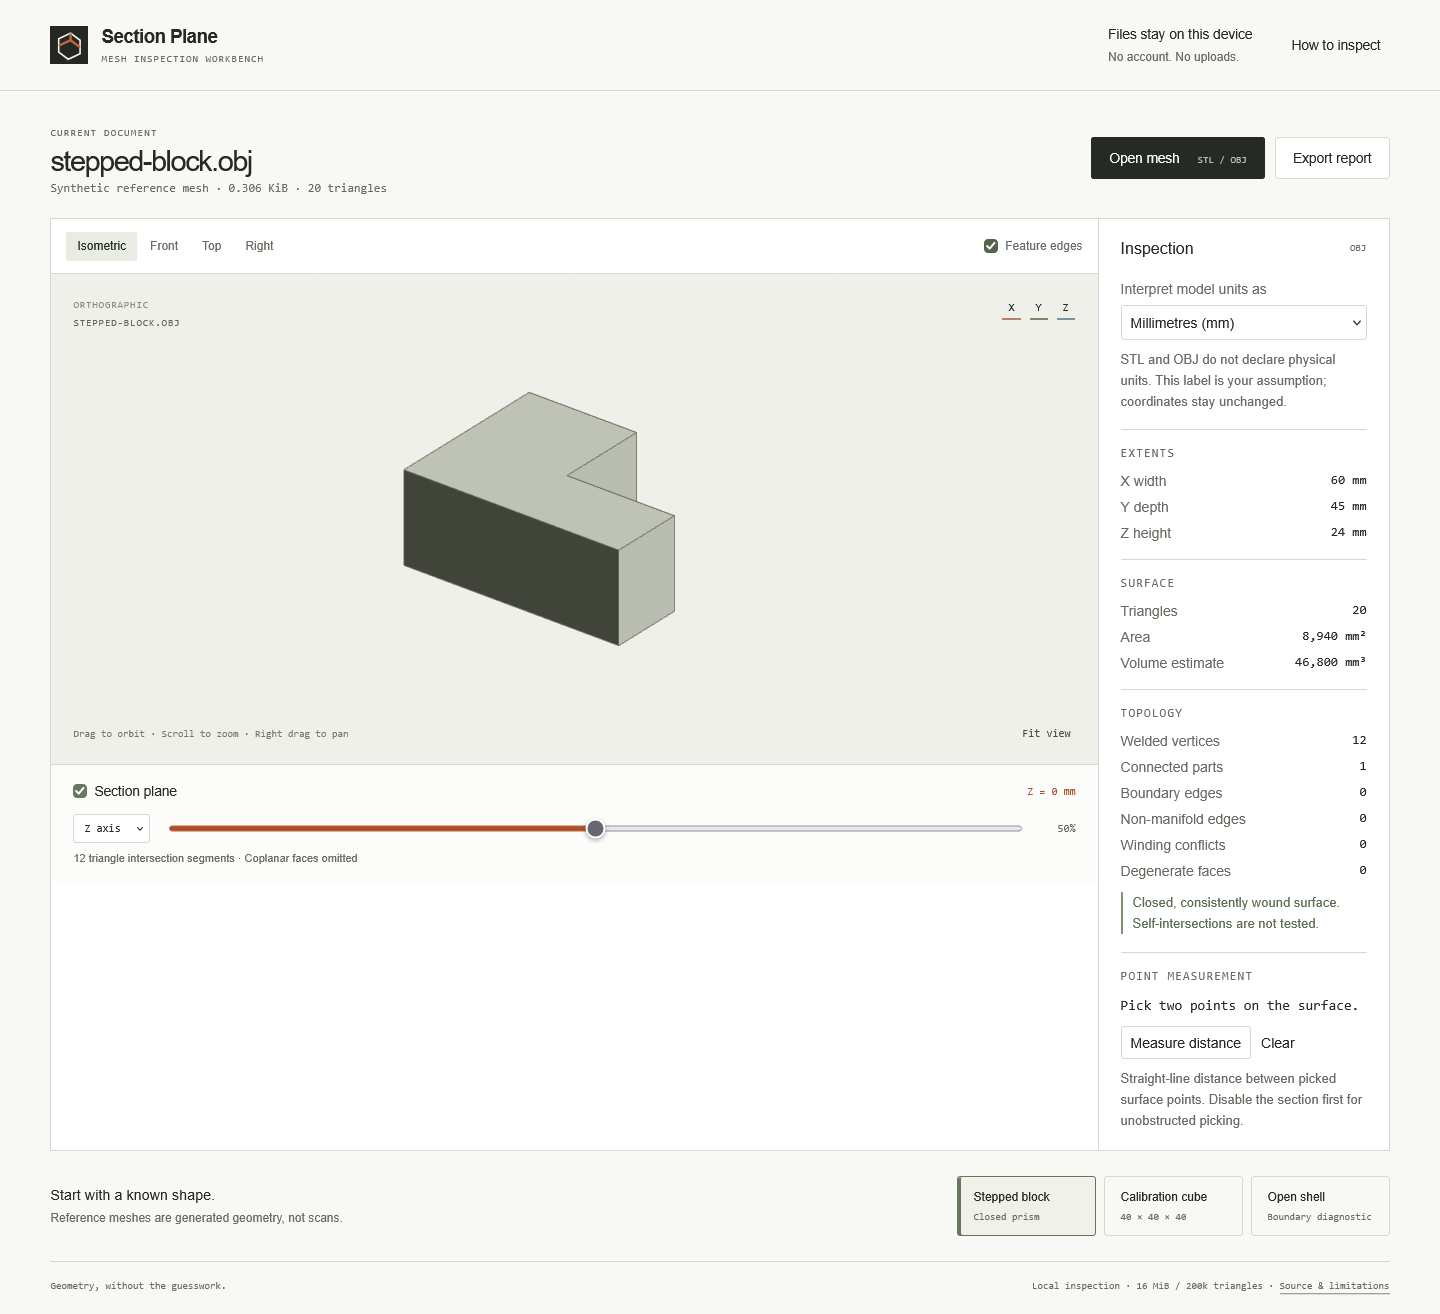 Section Plane
MESH INSPECTION WORKBENCH
Files stay on this device
No account. No uploads.
How to inspect
CURRENT DOCUMENT
stepped-block.obj
Synthetic reference mesh · 0.306 KiB · 20 triangles
Open mesh STL / OBJ
Export report
Isometric Front Top Right
Feature edges
ORTHOGRAPHIC
STEPPED-BLOCK.OBJ
X Y Z
Drag to orbit · Scroll to zoom · Right drag to pan
Fit view
Section plane
Z = 0 mm
Z axis
50%
12 triangle intersection segments · Coplanar faces omitted
Inspection
OBJ
Interpret model units as
Millimetres (mm)
STL and OBJ do not declare physical
units. This label is your assumption;
coordinates stay unchanged.
EXTENTS
X width 60 mm
Y depth 45 mm
Z height 24 mm
SURFACE
Triangles 20
Area 8,940 mm²
Volume estimate 46,800 mm³
TOPOLOGY
Welded vertices 12
Connected parts 1
Boundary edges 0
Non-manifold edges 0
Winding conflicts 0
Degenerate faces 0
Closed, consistently wound surface.
Self-intersections are not tested.
POINT MEASUREMENT
Pick two points on the surface.
Measure distance Clear
Straight-line distance between picked
surface points. Disable the section first for
unobstructed picking.
Start with a known shape.
Reference meshes are generated geometry, not scans.
Stepped block
Closed prism
Calibration cube
40 × 40 × 40
Open shell
Boundary diagnostic
Geometry, without the guesswork.
Local inspection · 16 MiB / 200k triangles · Source & limitations